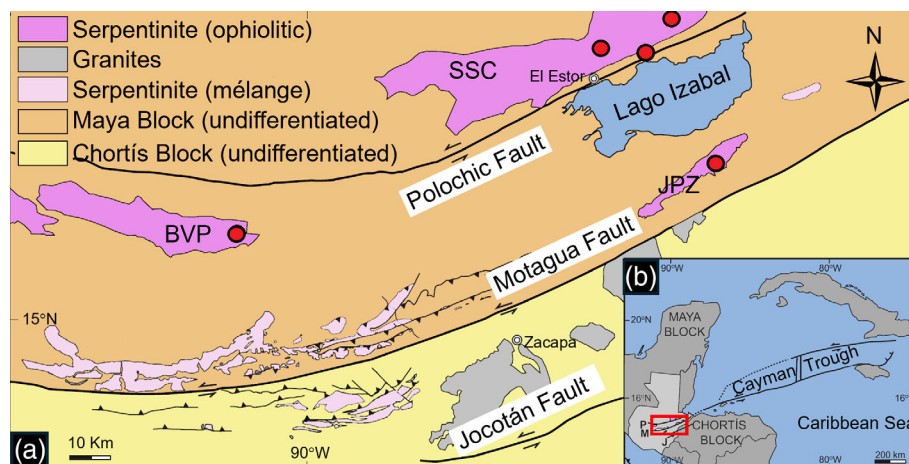 Serpentinite (ophiolitic)
Granites
Serpentinite (mélange)
Maya Block (undifferentiated)
Chortís Block (undifferentiated)
SSC
El Estor
Lago Izabal
N
Polochic Fault
JPZ
BVP
Motagua Fault
15°N
Zacapa
Jocotán Fault
(a)
10 Km
90°W
(b)
90°W
80°W
20°N
MAYA
BLOCK
Cayman Trough
16°N
16°
P
M
J
CHORTÍS
BLOCK
Caribbean Sea
90°W
80°W
200 km